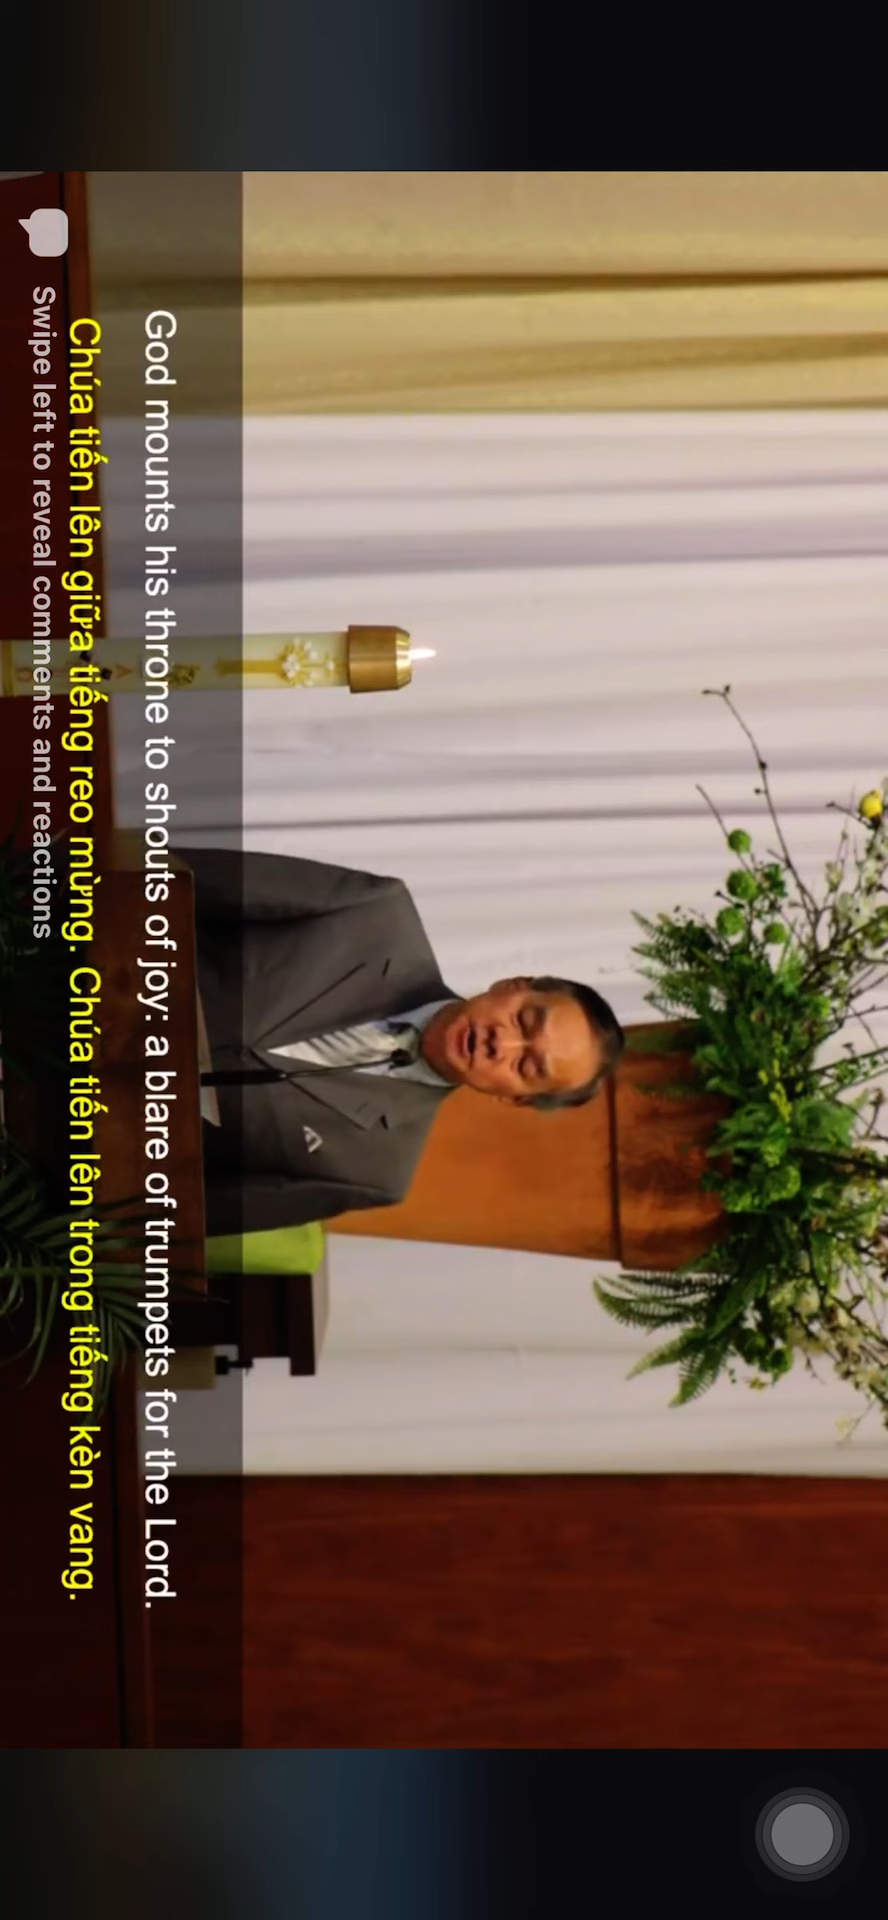 God mounts his throne to shouts of joy: a blare of trumpets for the Lord.
Chúa tiến lên giữa tiếng reo mừng. Chúa tiến lên trong tiếng kèn vang.
Swipe left to reveal comments and reactions